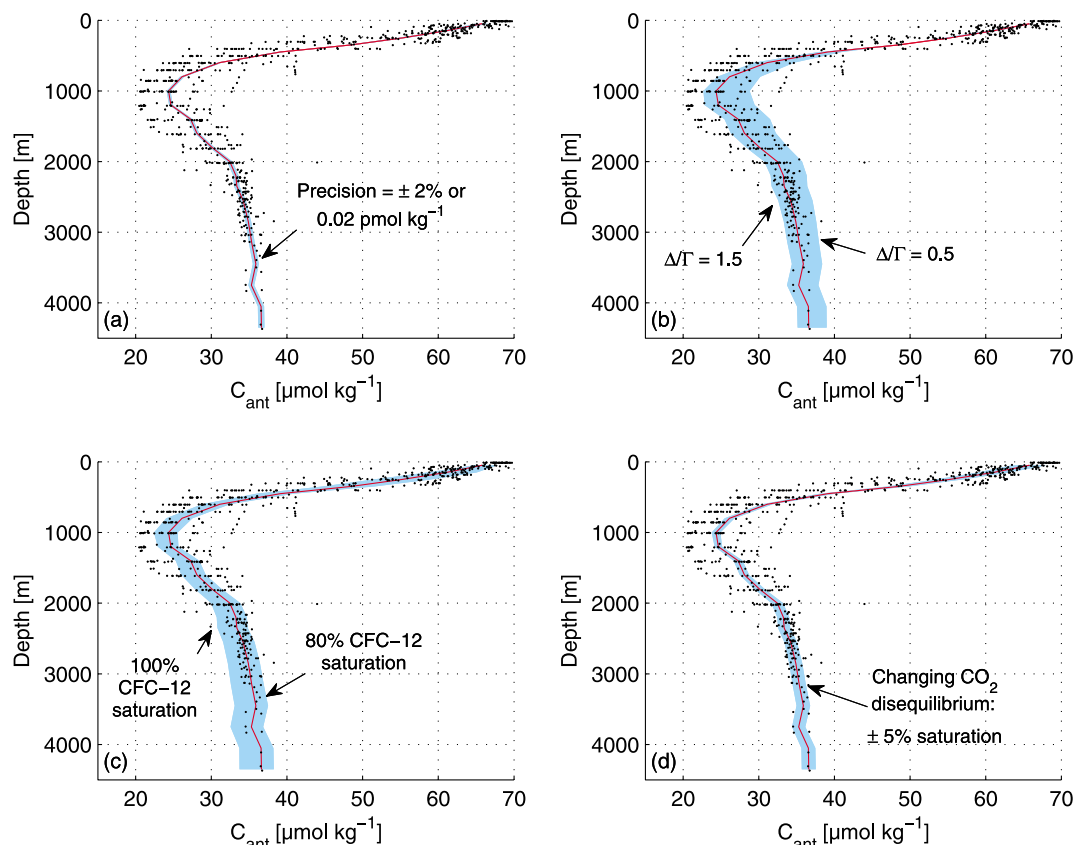 0
1000
2000
3000
4000
Depth [m]
Precision = ± 2% or
0.02 pmol kg⁻¹
(a)
20 30 40 50 60 70
C_ant [µmol kg⁻¹]
0
1000
2000
3000
4000
Depth [m]
Δ/Γ = 1.5
Δ/Γ = 0.5
(b)
20 30 40 50 60 70
C_ant [µmol kg⁻¹]
0
1000
2000
3000
4000
Depth [m]
100%
CFC−12
saturation
80% CFC−12
saturation
(c)
20 30 40 50 60 70
C_ant [µmol kg⁻¹]
0
1000
2000
3000
4000
Depth [m]
Changing CO₂
disequilibrium:
± 5% saturation
(d)
20 30 40 50 60 70
C_ant [µmol kg⁻¹]